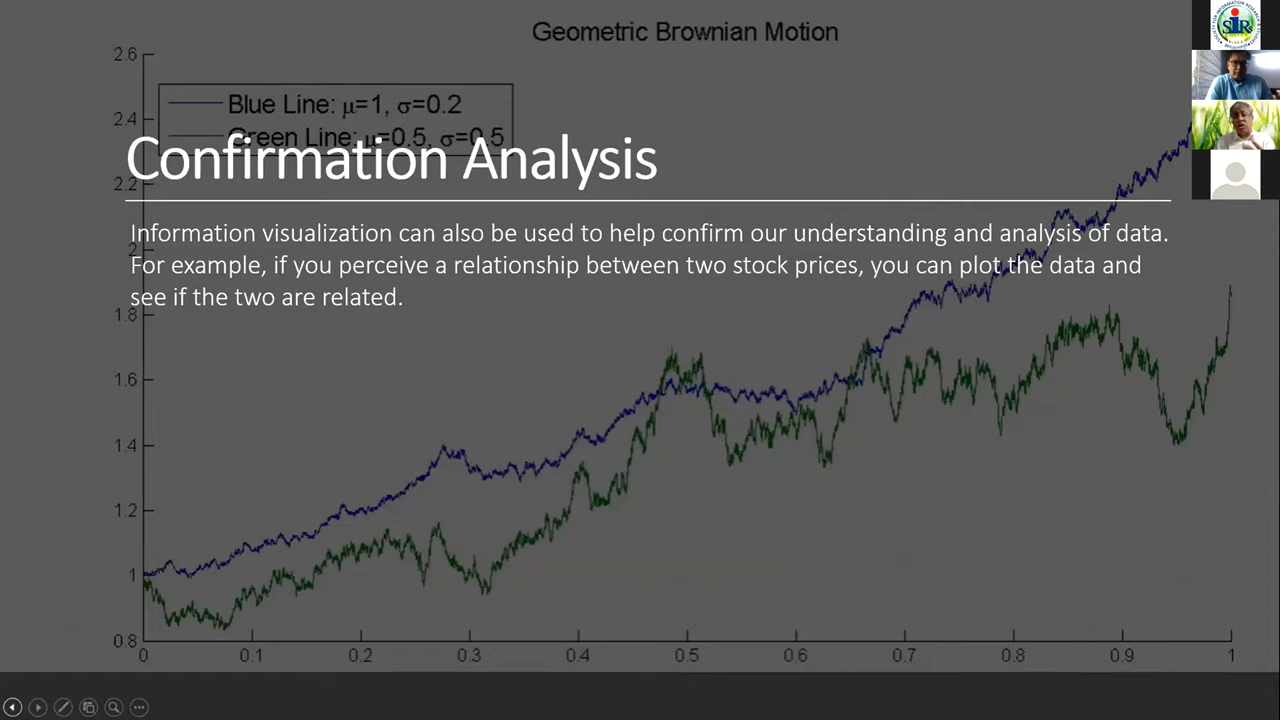 Geometric Brownian Motion
2.6
Blue Line: μ=1, σ=0.2
2.4
Green Line: μ=0.5, σ=0.5
Confirmation Analysis
2.2
Information visualization can also be used to help confirm our understanding and analysis of data.
2
For example, if you perceive a relationship between two stock prices, you can plot the data and
see if the two are related.
1.8
1.6
1.4
1.2
1
0.8
0 0.1 0.2 0.3 0.4 0.5 0.6 0.7 0.8 0.9 1
SIR